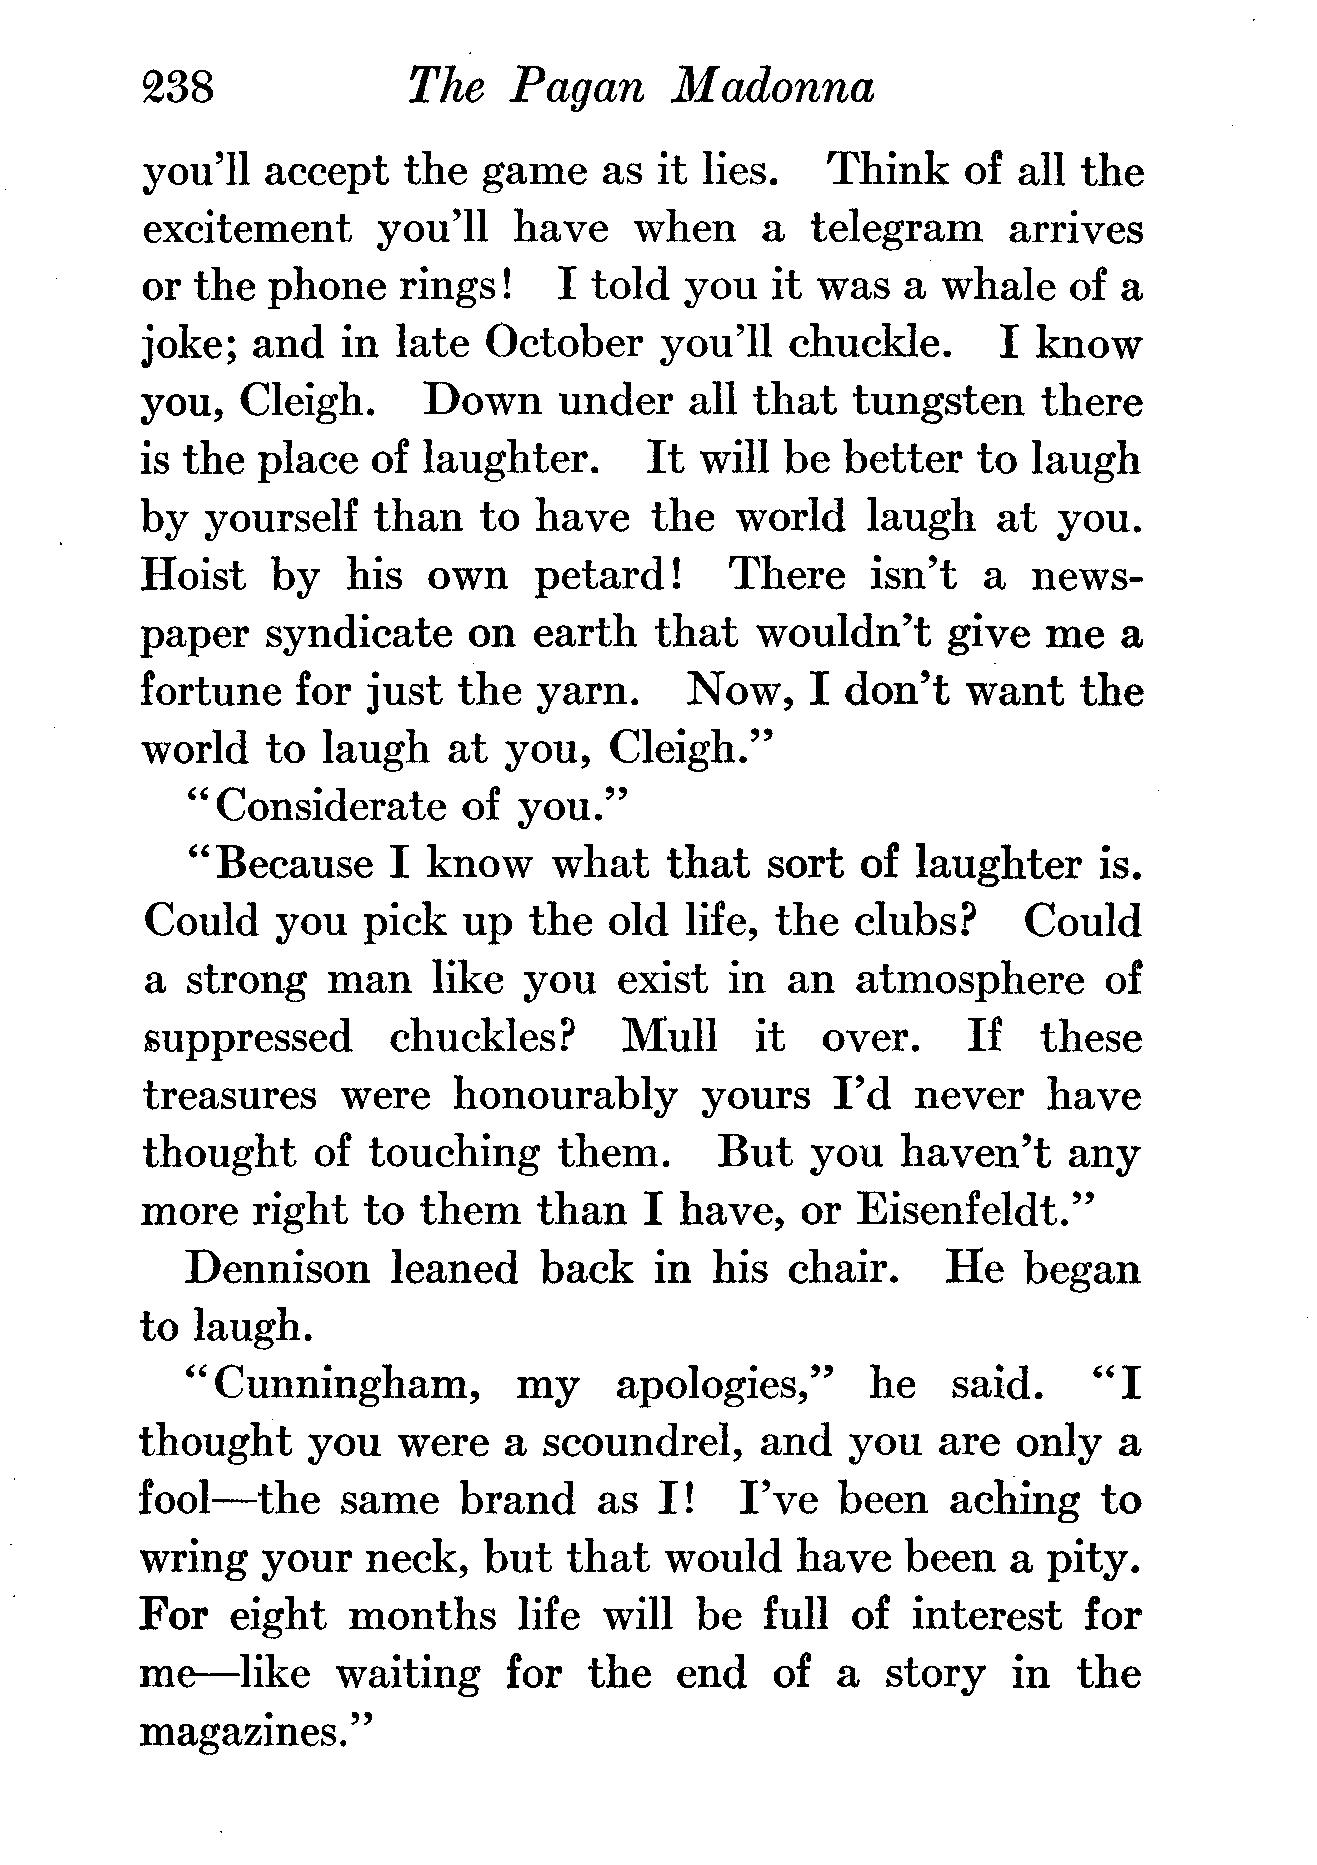 238 The Pagan Madonna
you'll accept the game as it lies. Think of all the
excitement you'll have when a telegram arrives
or the phone rings! I told you it was a whale of a
joke; and in late October you'll chuckle. I know
you, Cleigh. Down under all that tungsten there
is the place of laughter. It will be better to laugh
by yourself than to have the world laugh at you.
Hoist by his own petard! There isn't a news-
paper syndicate on earth that wouldn't give me a
fortune for just the yarn. Now, I don't want the
world to laugh at you, Cleigh."
"Considerate of you."
"Because I know what that sort of laughter is.
Could you pick up the old life, the clubs? Could
a strong man like you exist in an atmosphere of
suppressed chuckles? Mull it over. If these
treasures were honourably yours I'd never have
thought of touching them. But you haven't any
more right to them than I have, or Eisenfeldt."
Dennison leaned back in his chair. He began
to laugh.
"Cunningham, my apologies," he said. "I
thought you were a scoundrel, and you are only a
fool—the same brand as I! I've been aching to
wring your neck, but that would have been a pity.
For eight months life will be full of interest for
me—like waiting for the end of a story in the
magazines."